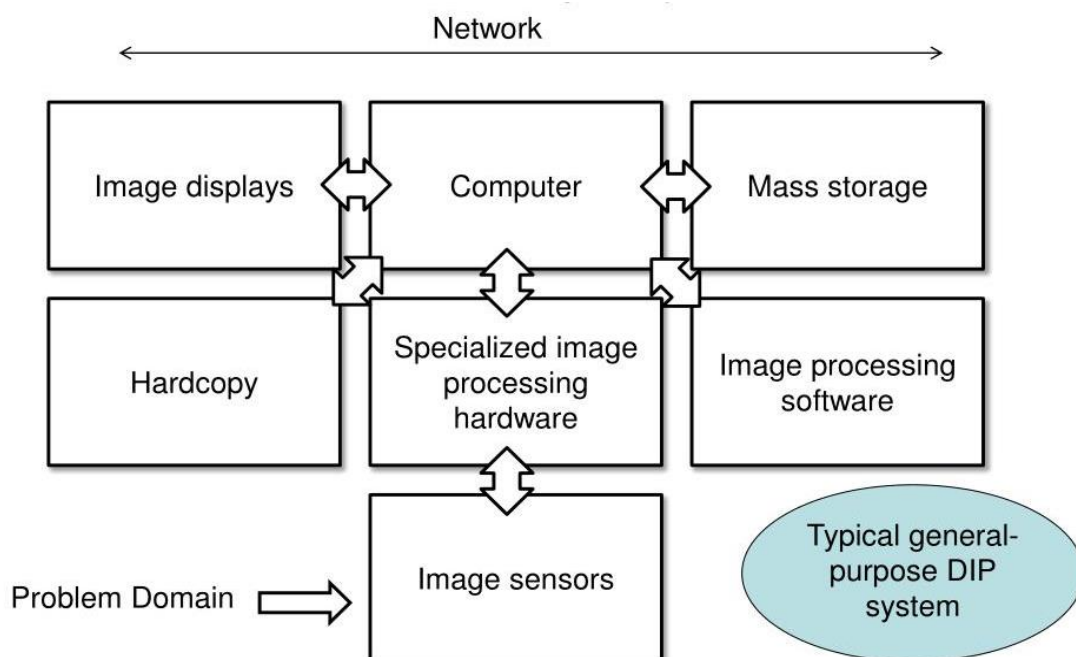 Network
Image displays
Computer
Mass storage
Hardcopy
Specialized image
processing
hardware
Image processing
software
Image sensors
Problem Domain
Typical general-
purpose DIP
system